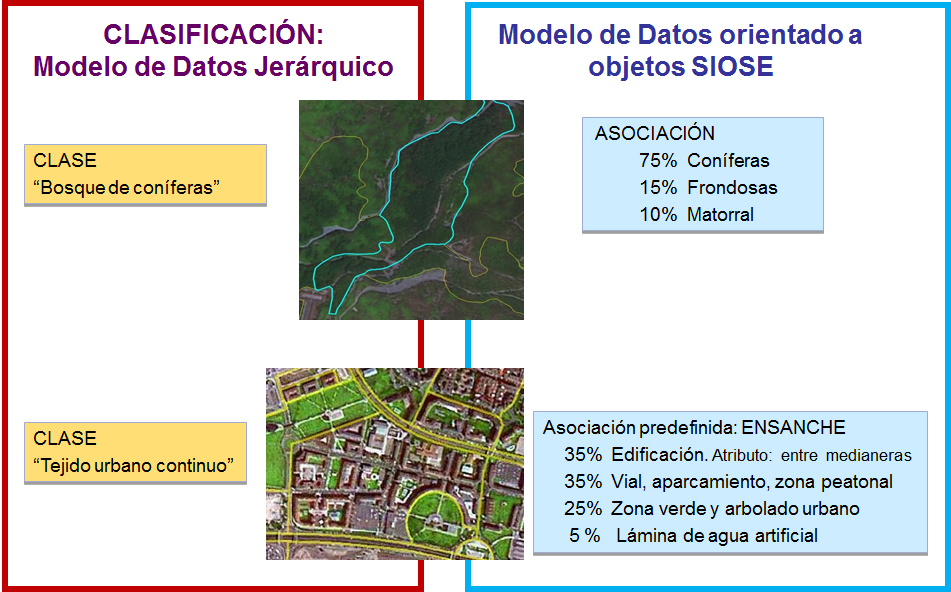 CLASIFICACIÓN:
Modelo de Datos Jerárquico
CLASE
“Bosque de coníferas”
CLASE
“Tejido urbano continuo”
Modelo de Datos orientado a
objetos SIOSE
ASOCIACIÓN
75% Coníferas
15% Frondosas
10% Matorral
Asociación predefinida: ENSANCHE
35% Edificación. Atributo: entre medianeras
35% Vial, aparcamiento, zona peatonal
25% Zona verde y arbolado urbano
5 % Lámina de agua artificial